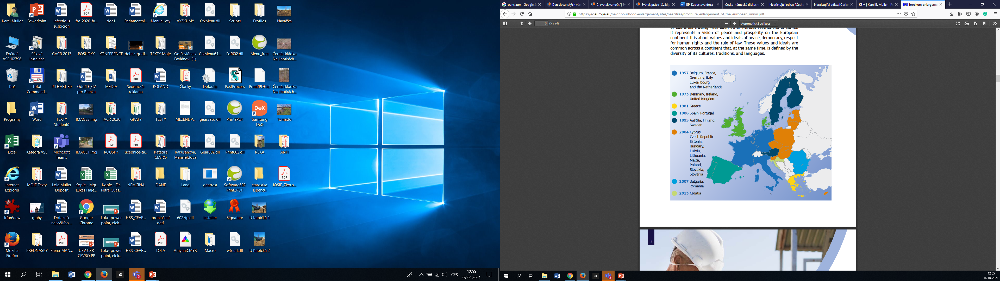 Karel Müller
PowerPoint
Infectious
suspicion
fra-2020-fu...
doc1
Parlamentni...
Manual_csy
VYZKUMY
CtxMenu.dll
Scripts
Profiles
Navážka
Počítač
VSE-02796
Síťové
instalace
GACR 2017
POSUDKY
KONFERENCE
debcz-godf...
TEXTY Moje
Od Paviána k
Paviánovi (1)
CtxMenu64....
Pdf602.dll
Menu_free
Černá skládka
Na Lhotkách...
Koš
Total
Command...
PITHART 80
Oddíl F_CV
pro Blanku
MEDIA
Sexistická-
reklama
ROLAND
Články
Defaults
PostProcess
Print2PDF.lcl
Černá skládka
Na Lhotkách...
Programy
Word
TEXTY
Studentů
IMAGE3.img
TACR 2020
GRAFY
TESTY
MLCENLIV...
gear32sd.dll
Print2PDF
Samsung
DeX
Tornádo
Excel
Katedra VSE
Microsoft
Teams
IMAGE1.img
ROUSKY
ucebnice-ta...
Katedra
CEVRO
Rakušanová,
Mansfeldová
Gear602.dll
Print602.dll
ŘEKA
ANFI
Internet
Explorer
MOJE Texty
Lola Müller
Deposit
Kopie - Mgr.
Lukáš Háje...
Kopie - Dr.
Petra Guas...
NEMCINA
DANE
Lang
geartest
Software602
Print2PDF
starostka
Lipenců
JOSIE_Zkous...
IrfanView
giphy
Dotazník
nejvyššího ...
Google
Chrome
Lola- power
point, elek...
HSS_CEVR...
prohlášení
děti
602zip.dll
Installer
Signature
U Kubíčků 1
Mozilla
Firefox
PREDNASKY
Elena_MAN...
USV CZR
CEVRO PP
Lola- power
point, elek...
HSS_CEVR...
LOLA
AmyuniCMYK
Macro
w6_url.dll
U Kubíčků 2
CES
12:55
07.04.2021
translator - Google S
Den slovanských věro
2. svátek vánoční | Sv
Svátek práce | Svátky
BP_Kapustova.docx
Česko-německé diskusní
Neexistující odkaz [Česko
Neexistující odkaz [Česko
KBM | Karel B. Müller - Po
brochure_enlargeme
https://ec.europa.eu/neighbourhood-enlargement/sites/near/files/brochure_enlargement_of_the_european_union.pdf
3 (5 z 24)
Automatická velikost
of countries trading with each other without restrictions or tariffs.
It represents a vision of peace and prosperity on the European
continent. It is about values and ideals of peace, democracy, respect
for human rights and the rule of law. These values and ideals are
common across a continent that, at the same time, is defined by the
diversity of its cultures, traditions, and languages.
1957 Belgium, France,
Germany, Italy,
Luxembourg
and the Netherlands
1973 Denmark, Ireland,
United Kingdom
1981 Greece
1986 Spain, Portugal
1995 Austria, Finland,
Sweden
2004 Cyprus,
Czech Republic,
Estonia,
Hungary,
Latvia,
Lithuania,
Malta,
Poland,
Slovakia,
Slovenia
2007 Bulgaria,
Romania
2013 Croatia
4
12:55
07.04.2021